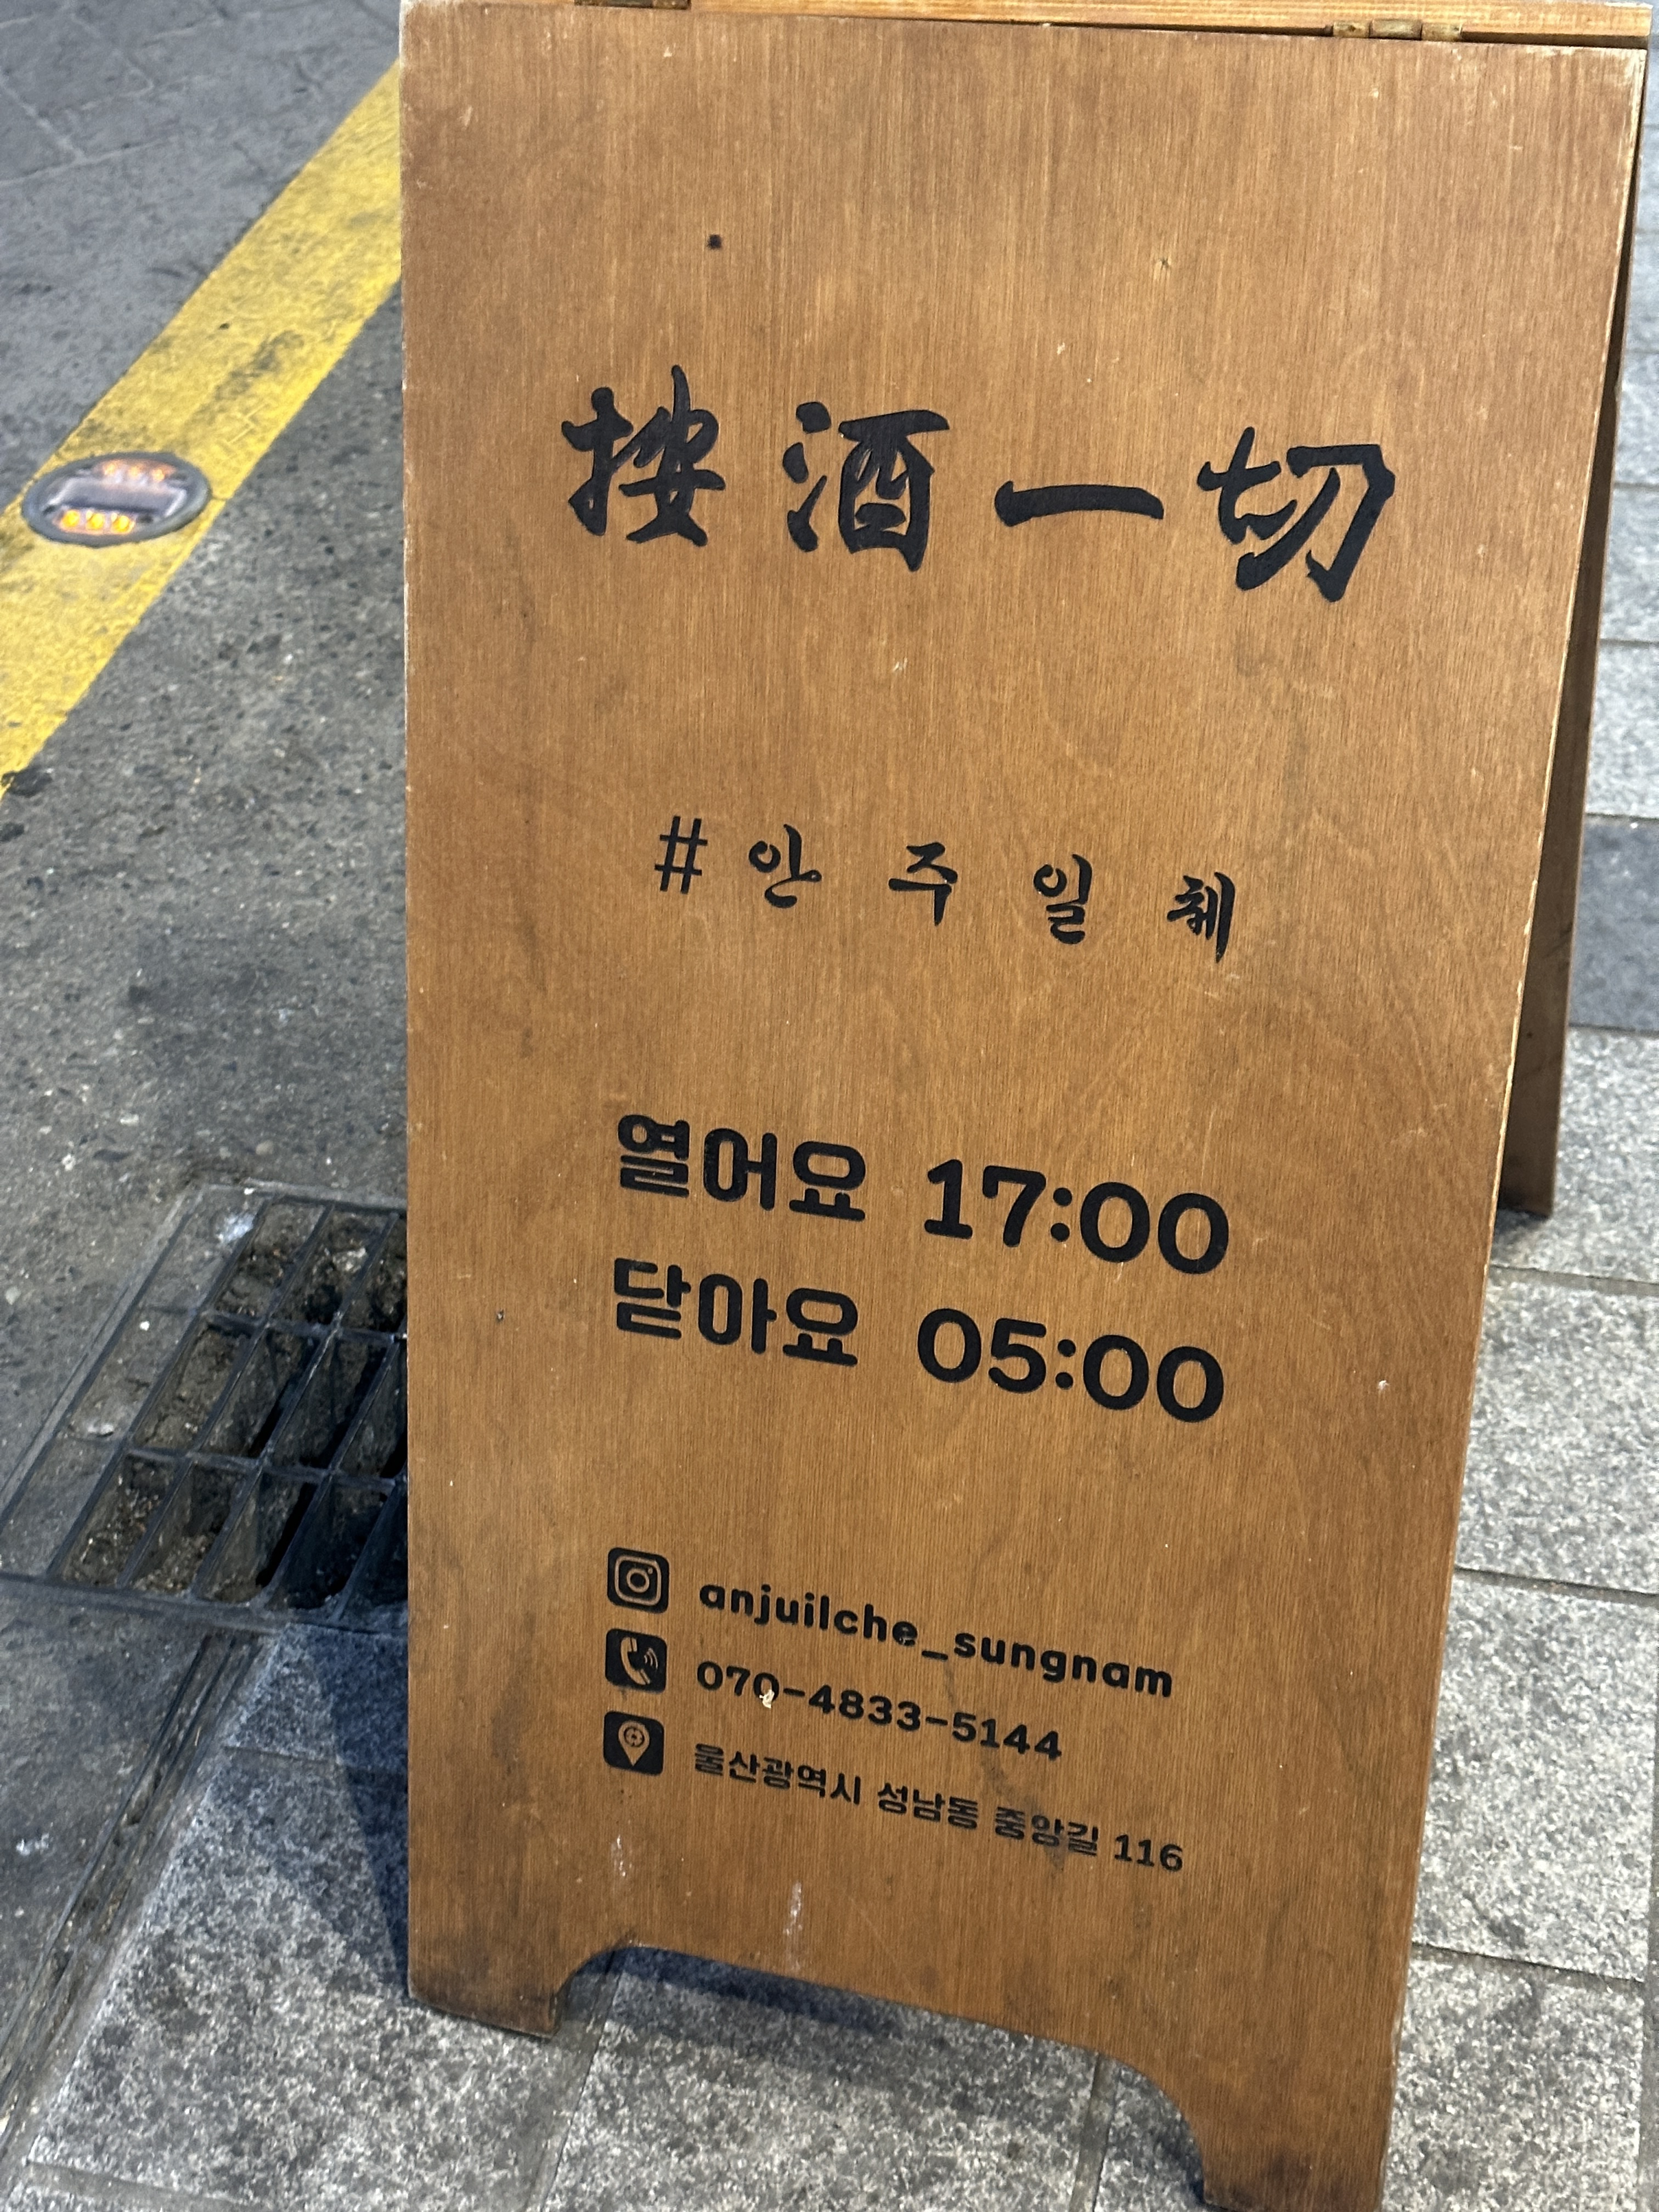 按酒一切
#안주일체
열어요 17:00
닫아요 05:00
anjuilche_sungnam
070-4833-5144
울산광역시 성남동 중앙길 116